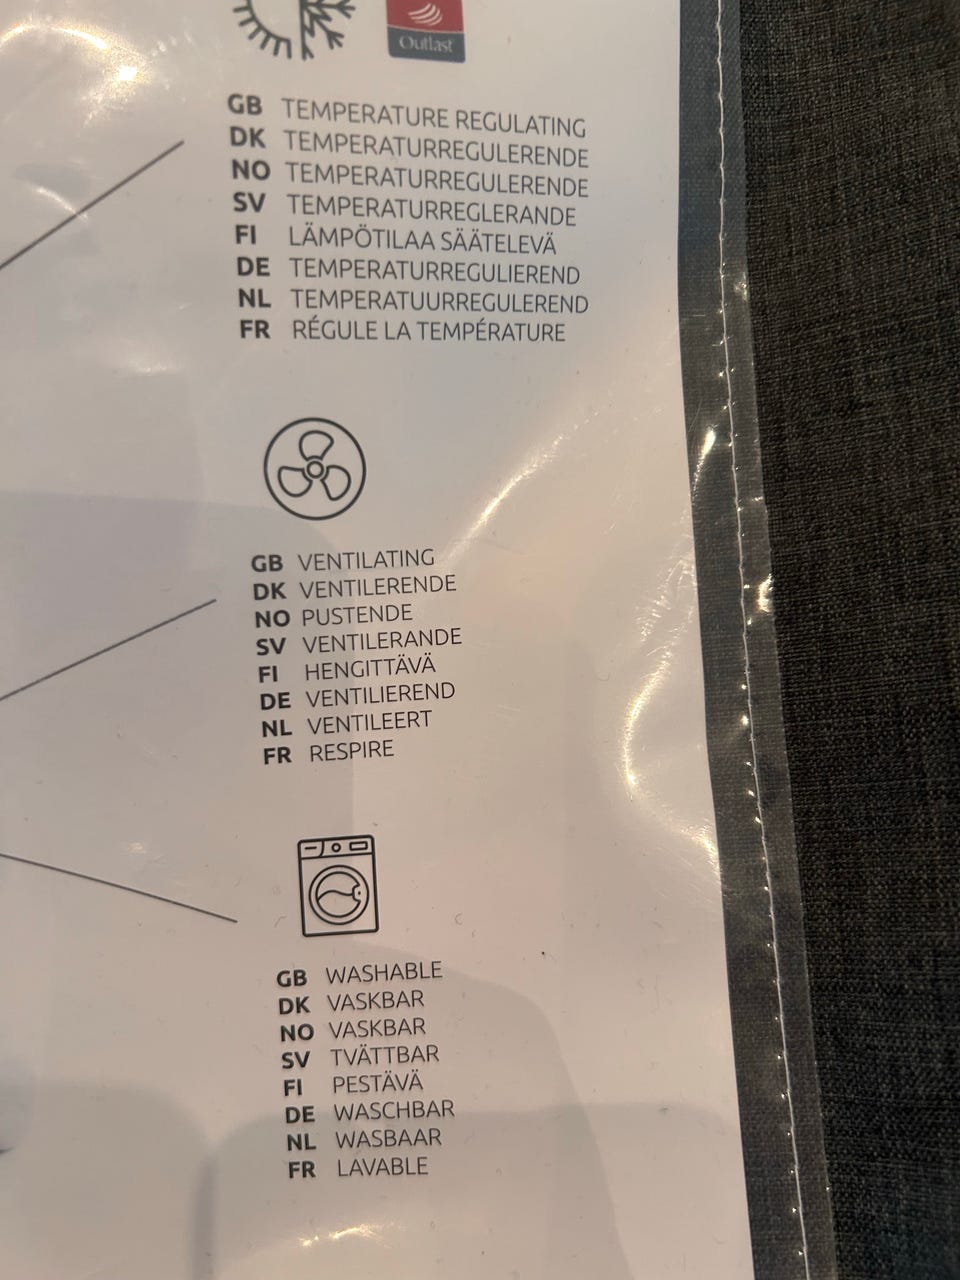 Outlast
GB TEMPERATURE REGULATING
DK TEMPERATURREGULERENDE
NO TEMPERATURREGULERENDE
SV TEMPERATURREGLERANDE
FI LÄMPÖTILAA SÄÄTELEVÄ
DE TEMPERATURREGULIEREND
NL TEMPERATUURREGULEREND
FR RÉGULE LA TEMPÉRATURE
GB VENTILATING
DK VENTILERENDE
NO PUSTENDE
SV VENTILERANDE
FI HENGITTÄVÄ
DE VENTILIEREND
NL VENTILEERT
FR RESPIRE
GB WASHABLE
DK VASKBAR
NO VASKBAR
SV TVÄTTBAR
FI PESTÄVÄ
DE WASCHBAR
NL WASBAAR
FR LAVABLE